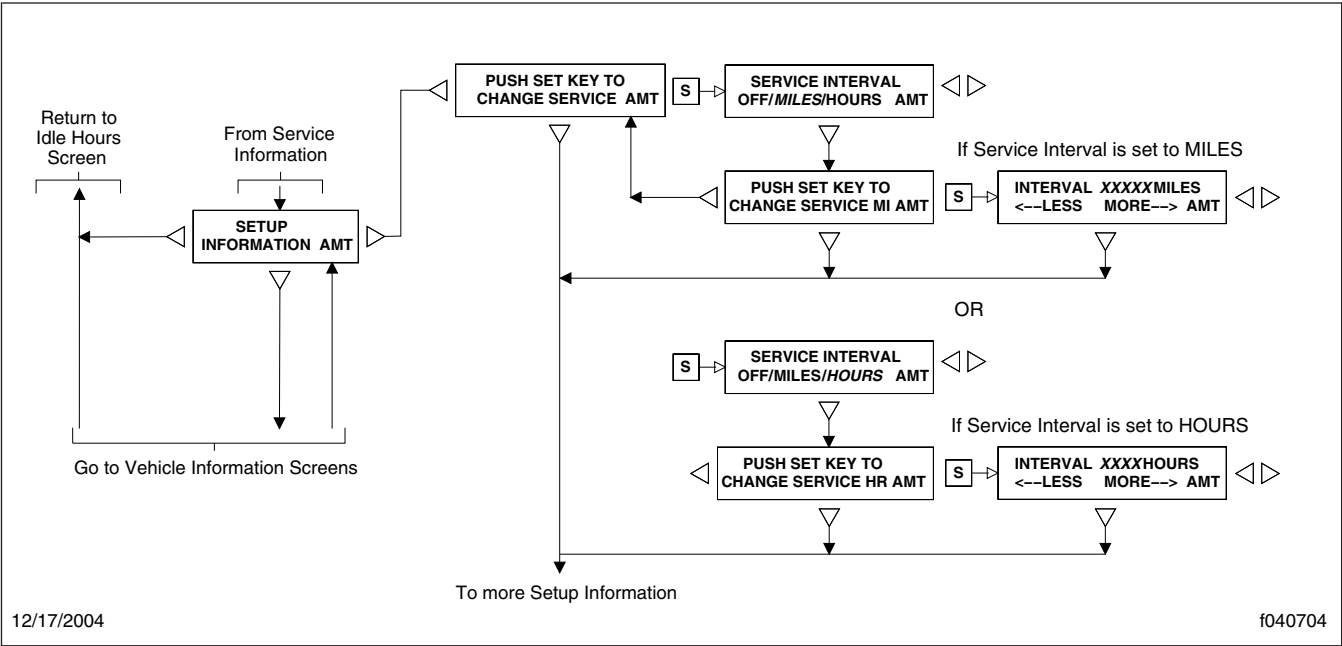 Return to
Idle Hours
Screen
From Service
Information
SETUP
INFORMATION AMT
Go to Vehicle Information Screens
PUSH SET KEY TO
CHANGE SERVICE AMT
S
SERVICE INTERVAL
OFF/MILES/HOURS AMT
If Service Interval is set to MILES
PUSH SET KEY TO
CHANGE SERVICE MI AMT
S
INTERVAL XXXXXMILES
<--LESS MORE--> AMT
OR
S
SERVICE INTERVAL
OFF/MILES/HOURS AMT
If Service Interval is set to HOURS
PUSH SET KEY TO
CHANGE SERVICE HR AMT
S
INTERVAL XXXXHOURS
<--LESS MORE--> AMT
To more Setup Information
12/17/2004
f040704